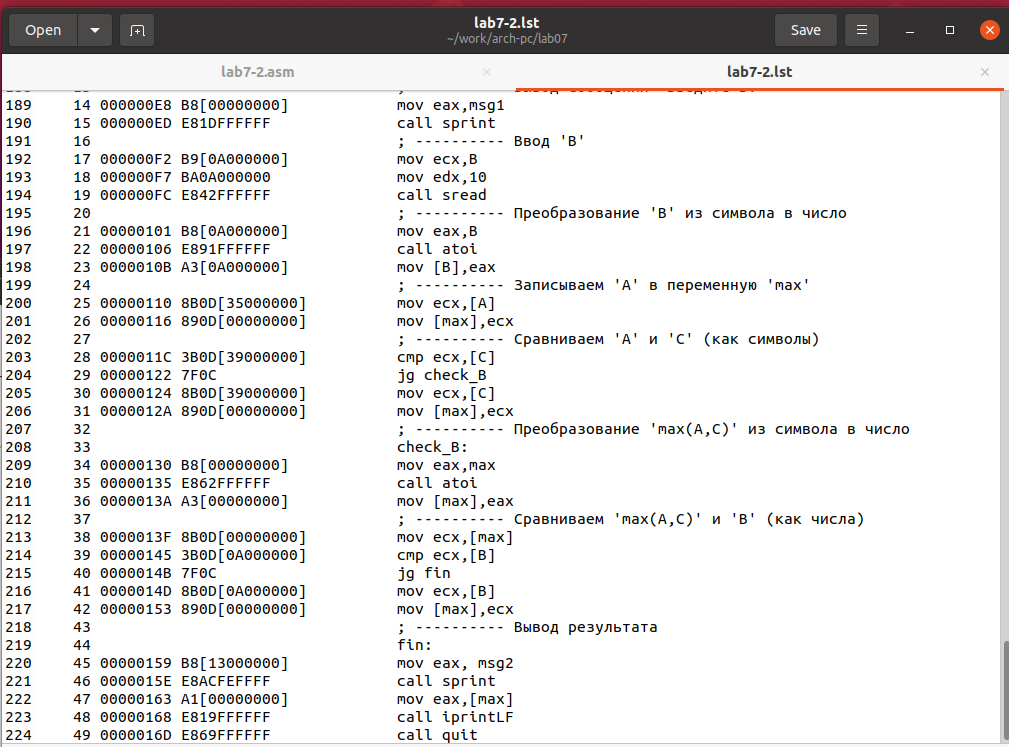 Open
lab7-2.lst
~/work/arch-pc/lab07
Save
lab7-2.asm
lab7-2.lst
189 14 000000E8 B8[00000000] mov eax,msg1
190 15 000000ED E81DFFFFFF call sprint
191 16 ; ---------- Ввод 'B'
192 17 000000F2 B9[0A000000] mov ecx,B
193 18 000000F7 BA0A000000 mov edx,10
194 19 000000FC E842FFFFFF call sread
195 20 ; ---------- Преобразование 'B' из символа в число
196 21 00000101 B8[0A000000] mov eax,B
197 22 00000106 E891FFFFFF call atoi
198 23 0000010B A3[0A000000] mov [B],eax
199 24 ; ---------- Записываем 'A' в переменную 'max'
200 25 00000110 8B0D[35000000] mov ecx,[A]
201 26 00000116 890D[00000000] mov [max],ecx
202 27 ; ---------- Сравниваем 'A' и 'C' (как символы)
203 28 0000011C 3B0D[39000000] cmp ecx,[C]
204 29 00000122 7F0C jg check_B
205 30 00000124 8B0D[39000000] mov ecx,[C]
206 31 0000012A 890D[00000000] mov [max],ecx
207 32 ; ---------- Преобразование 'max(A,C)' из символа в число
208 33 check_B:
209 34 00000130 B8[00000000] mov eax,max
210 35 00000135 E862FFFFFF call atoi
211 36 0000013A A3[00000000] mov [max],eax
212 37 ; ---------- Сравниваем 'max(A,C)' и 'B' (как числа)
213 38 0000013F 8B0D[00000000] mov ecx,[max]
214 39 00000145 3B0D[0A000000] cmp ecx,[B]
215 40 0000014B 7F0C jg fin
216 41 0000014D 8B0D[0A000000] mov ecx,[B]
217 42 00000153 890D[00000000] mov [max],ecx
218 43 ; ---------- Вывод результата
219 44 fin:
220 45 00000159 B8[13000000] mov eax, msg2
221 46 0000015E E8ACFEFFFF call sprint
222 47 00000163 A1[00000000] mov eax,[max]
223 48 00000168 E819FFFFFF call iprintLF
224 49 0000016D E869FFFFFF call quit